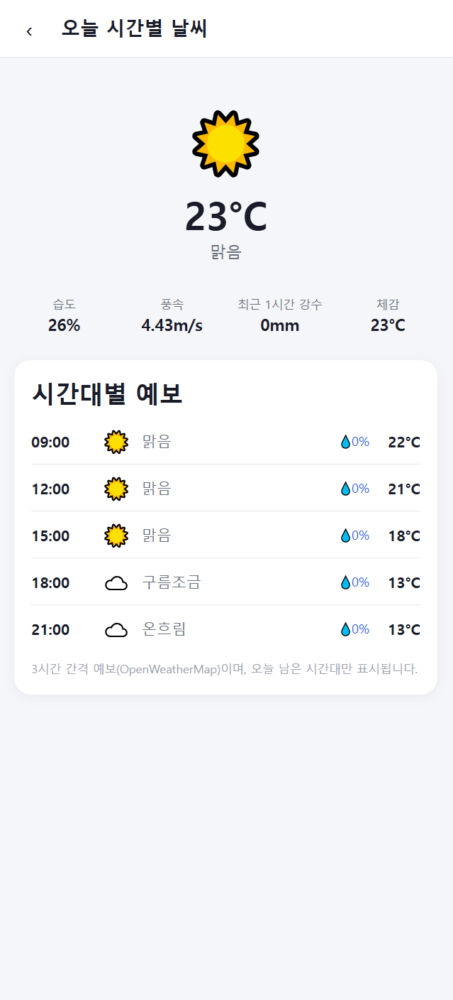 ‹ 오늘 시간별 날씨
23°C
맑음
습도 풍속 최근 1시간 강수 체감
26% 4.43m/s 0mm 23°C
시간대별 예보
09:00 맑음 0% 22°C
12:00 맑음 0% 21°C
15:00 맑음 0% 18°C
18:00 구름조금 0% 13°C
21:00 온흐림 0% 13°C
3시간 간격 예보(OpenWeatherMap)이며, 오늘 남은 시간대만 표시됩니다.